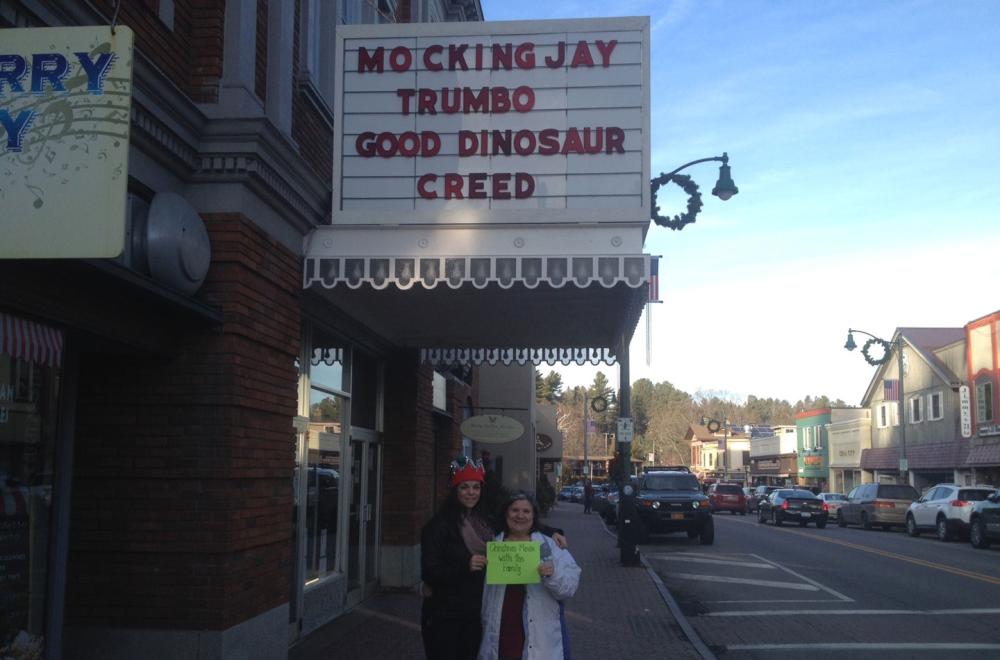 RRY
Y
MOCKINGJAY
TRUMBO
GOOD DINOSAUR
CREED
Christmas Movie
with the
Family